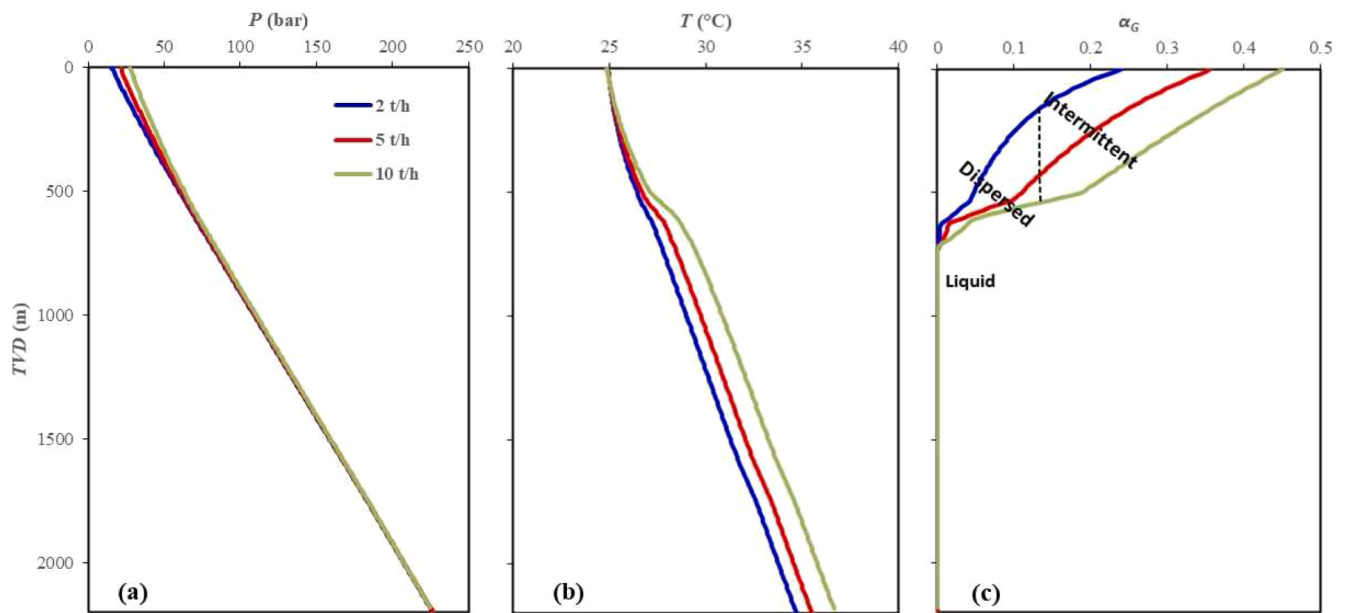 P (bar)
0 50 100 150 200 250
T (°C)
20 25 30 35 40
α_G
0 0.1 0.2 0.3 0.4 0.5
TVD (m)
0
500
1000
1500
2000
2 t/h
5 t/h
10 t/h
Intermittent
Dispersed
Liquid
(a)
(b)
(c)